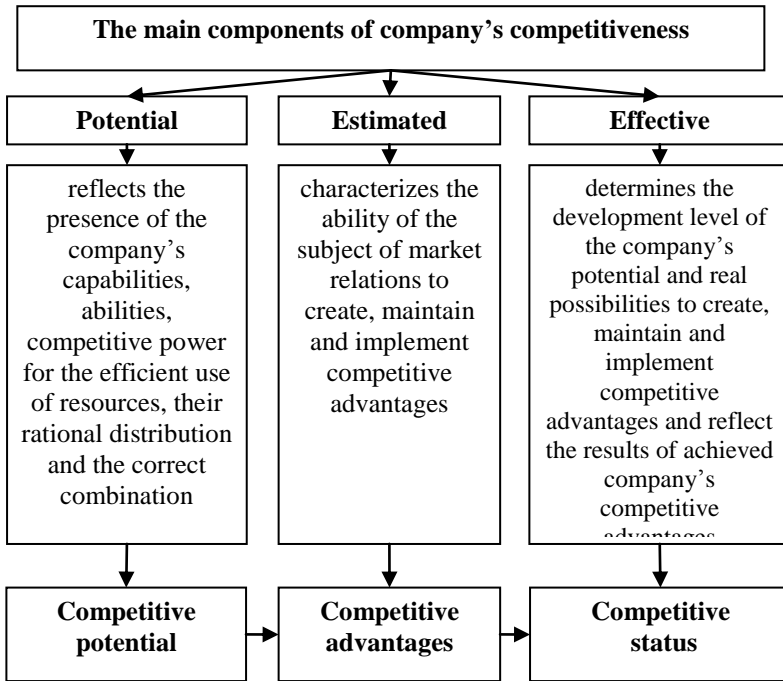 The main components of company’s competitiveness
Potential
Estimated
Effective
reflects the
presence of the
company’s
capabilities,
abilities,
competitive power
for the efficient use
of resources, their
rational distribution
and the correct
combination
characterizes the
ability of the
subject of market
relations to
create, maintain
and implement
competitive
advantages
determines the
development level of
the company’s
potential and real
possibilities to create,
maintain and
implement
competitive
advantages and reflect
the results of achieved
company’s
competitive
advantages
Competitive
potential
Competitive
advantages
Competitive
status